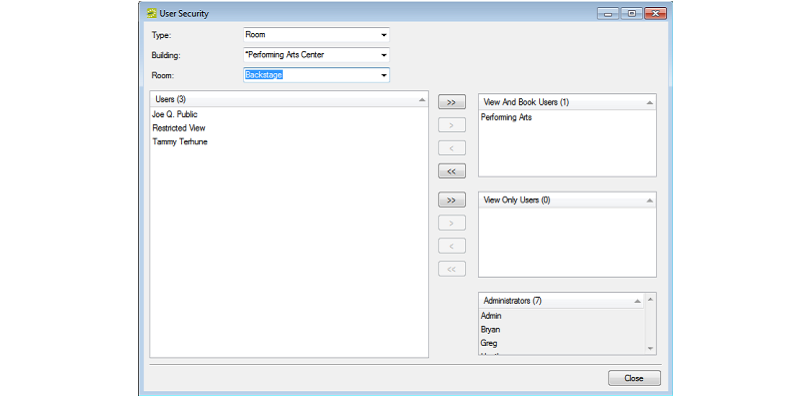 User Security
Type: Room
Building: *Performing Arts Center
Room: Backstage
Users (3)
Joe Q. Public
Restricted View
Tammy Terhune
>>
>
<
<<
>>
>
<
<<
View And Book Users (1)
Performing Arts
View Only Users (0)
Administrators (7)
Admin
Bryan
Greg
Close